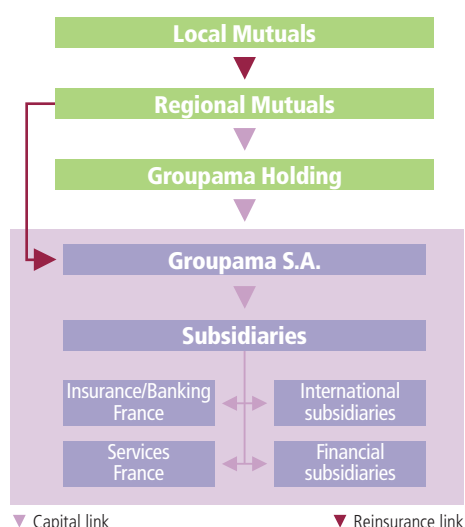 Local Mutuals
Regional Mutuals
Groupama Holding
Groupama S.A.
Subsidiaries
Insurance/Banking
France
International
subsidiaries
Services
France
Financial
subsidiaries
Capital link
Reinsurance link